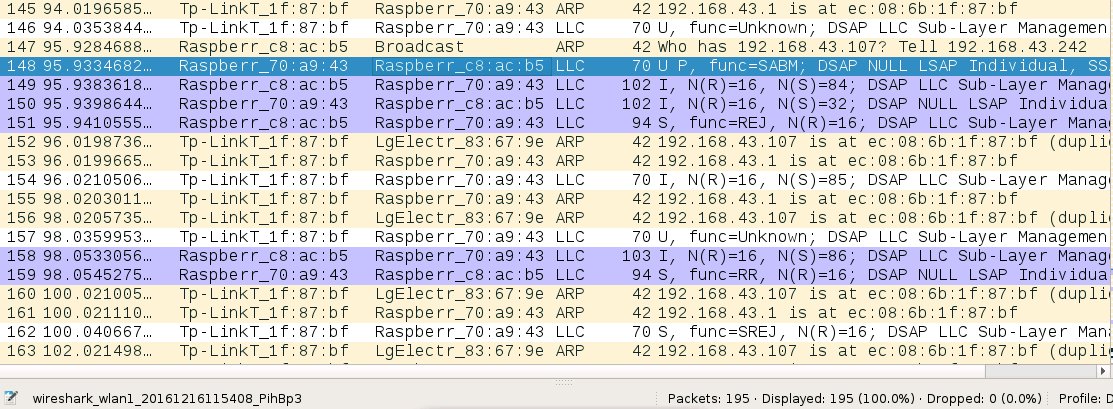 145 94.0196585… Tp-LinkT_1f:87:bf Raspberr_70:a9:43 ARP 42 192.168.43.1 is at ec:08:6b:1f:87:bf
146 94.0353844… Tp-LinkT_1f:87:bf Raspberr_70:a9:43 LLC 70 U, func=Unknown; DSAP LLC Sub-Layer Managemen
147 95.9284688… Raspberr_c8:ac:b5 Broadcast ARP 42 Who has 192.168.43.107? Tell 192.168.43.242
148 95.9334682… Raspberr_70:a9:43 Raspberr_c8:ac:b5 LLC 70 U P, func=SABM; DSAP NULL LSAP Individual, SS
149 95.9383618… Raspberr_c8:ac:b5 Raspberr_70:a9:43 LLC 102 I, N(R)=16, N(S)=84; DSAP LLC Sub-Layer Manag
150 95.9398644… Raspberr_70:a9:43 Raspberr_c8:ac:b5 LLC 102 I, N(R)=16, N(S)=32; DSAP NULL LSAP Individua
151 95.9410555… Raspberr_c8:ac:b5 Raspberr_70:a9:43 LLC 94 S, func=REJ, N(R)=16; DSAP LLC Sub-Layer Mana
152 96.0198736… Tp-LinkT_1f:87:bf LgElectr_83:67:9e ARP 42 192.168.43.107 is at ec:08:6b:1f:87:bf (dupli
153 96.0199665… Tp-LinkT_1f:87:bf Raspberr_70:a9:43 ARP 42 192.168.43.1 is at ec:08:6b:1f:87:bf
154 96.0210506… Tp-LinkT_1f:87:bf Raspberr_70:a9:43 LLC 70 I, N(R)=16, N(S)=85; DSAP LLC Sub-Layer Manag
155 98.0203011… Tp-LinkT_1f:87:bf Raspberr_70:a9:43 ARP 42 192.168.43.1 is at ec:08:6b:1f:87:bf
156 98.0205735… Tp-LinkT_1f:87:bf LgElectr_83:67:9e ARP 42 192.168.43.107 is at ec:08:6b:1f:87:bf (dupli
157 98.0359953… Tp-LinkT_1f:87:bf Raspberr_70:a9:43 LLC 70 U, func=Unknown; DSAP LLC Sub-Layer Managemen
158 98.0533056… Raspberr_c8:ac:b5 Raspberr_70:a9:43 LLC 103 I, N(R)=16, N(S)=86; DSAP LLC Sub-Layer Manag
159 98.0545275… Raspberr_70:a9:43 Raspberr_c8:ac:b5 LLC 94 S, func=RR, N(R)=16; DSAP NULL LSAP Individua
160 100.021005… Tp-LinkT_1f:87:bf LgElectr_83:67:9e ARP 42 192.168.43.107 is at ec:08:6b:1f:87:bf (dupli
161 100.021110… Tp-LinkT_1f:87:bf Raspberr_70:a9:43 ARP 42 192.168.43.1 is at ec:08:6b:1f:87:bf
162 100.040667… Tp-LinkT_1f:87:bf Raspberr_70:a9:43 LLC 70 S, func=SREJ, N(R)=16; DSAP LLC Sub-Layer Man
163 102.021498… Tp-LinkT_1f:87:bf LgElectr_83:67:9e ARP 42 192.168.43.107 is at ec:08:6b:1f:87:bf (dupli
wireshark_wlan1_20161216115408_PihBp3 Packets: 195 · Displayed: 195 (100.0%) · Dropped: 0 (0.0%) Profile: D